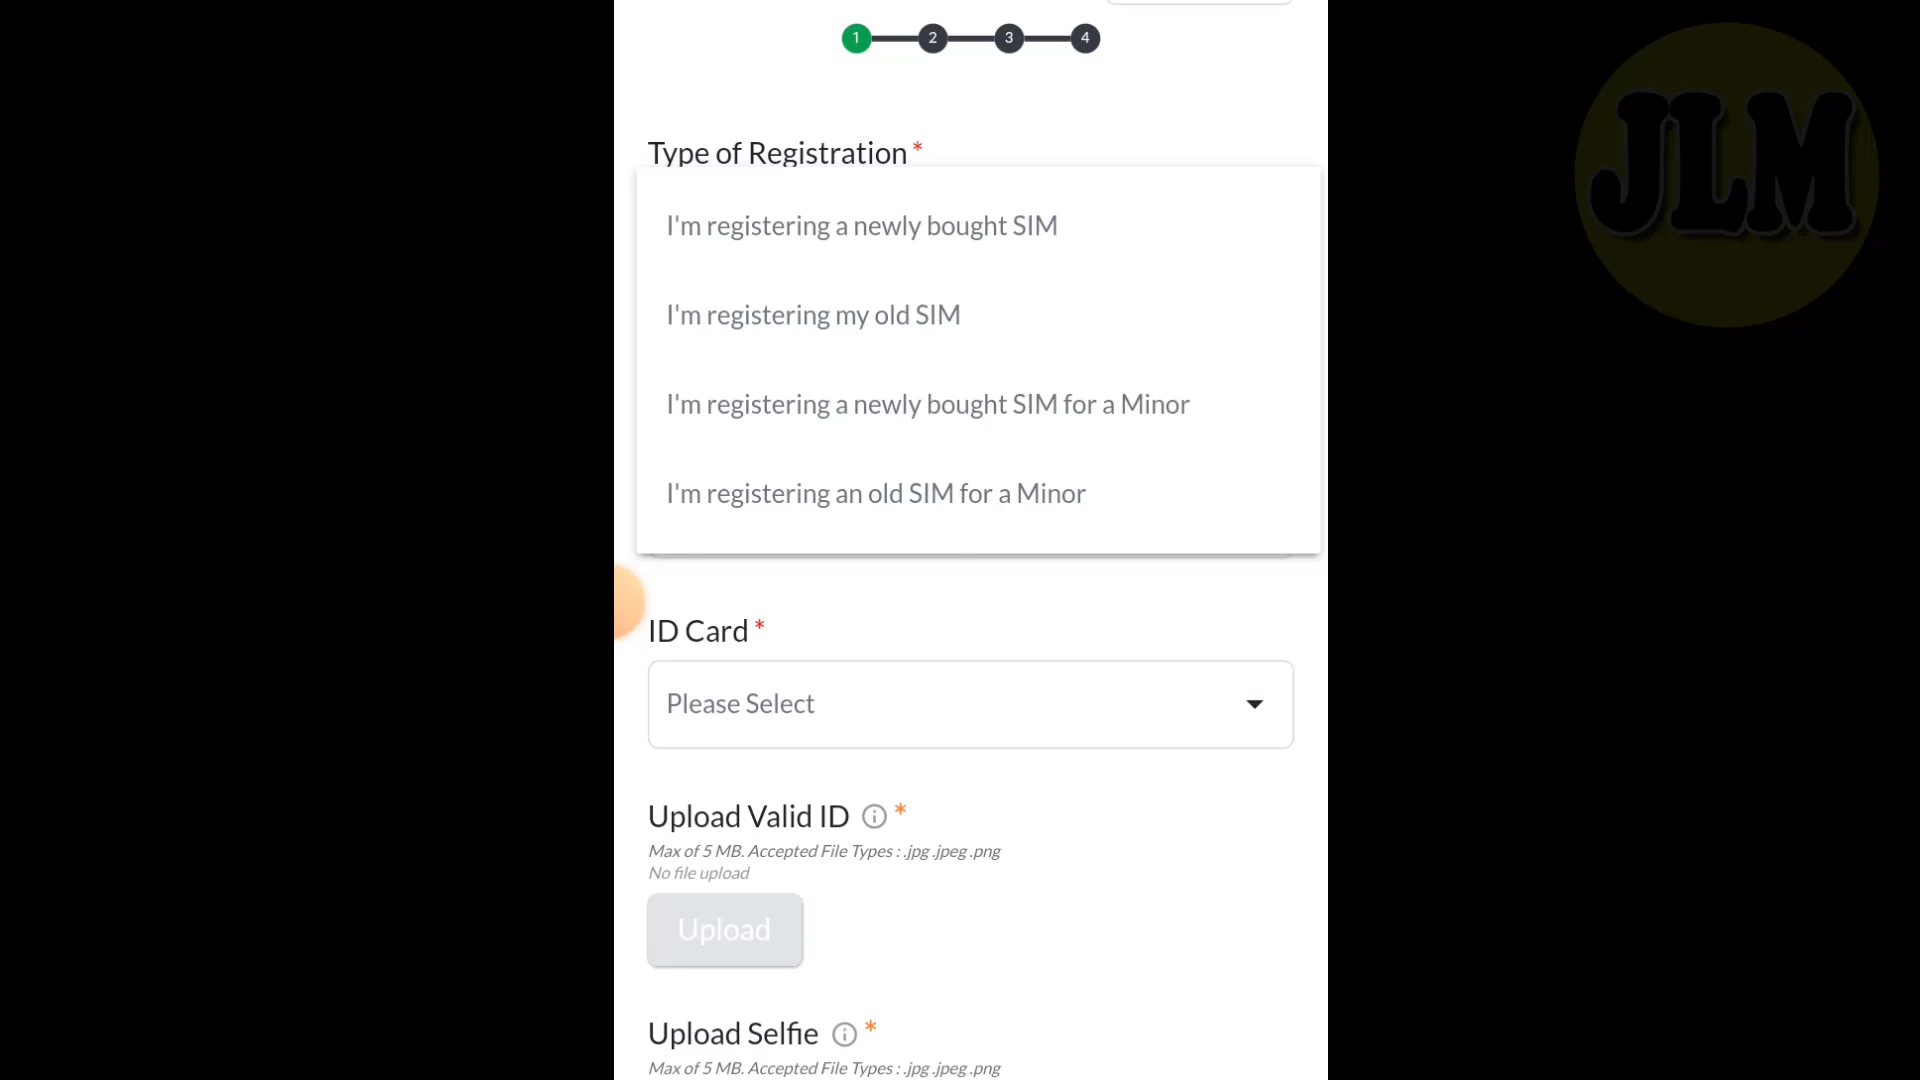 1 2 3 4
JLM
Type of Registration *
I'm registering a newly bought SIM
I'm registering my old SIM
I'm registering a newly bought SIM for a Minor
I'm registering an old SIM for a Minor
ID Card *
Please Select
Upload Valid ID *
Max of 5 MB. Accepted File Types : .jpg .jpeg .png
No file upload
Upload
Upload Selfie *
Max of 5 MB. Accepted File Types : .jpg .jpeg .png